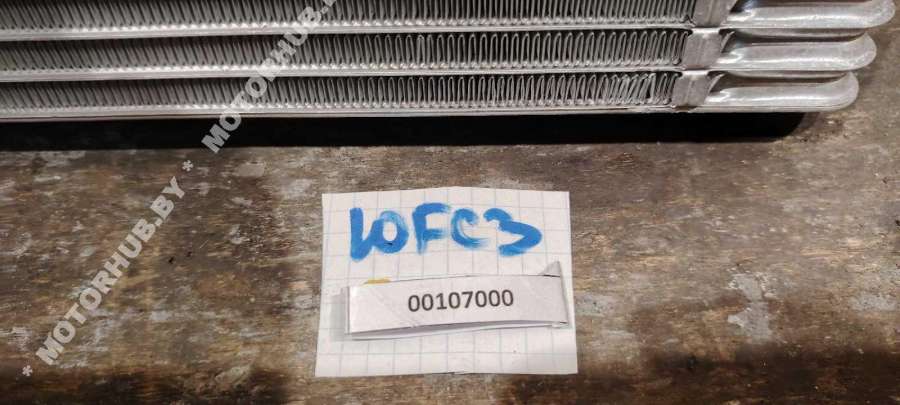 * MOTORHUB.BY * MOTORHUB
10FC3
00107000